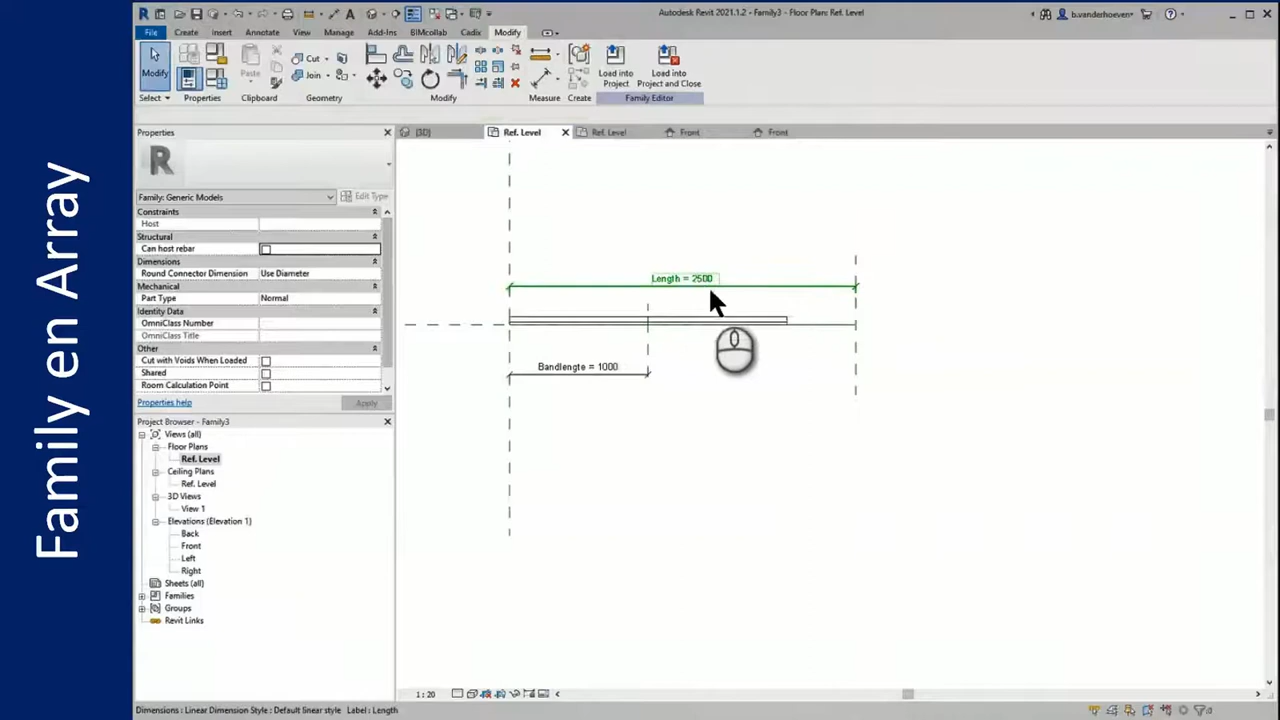 Family en Array
Autodesk Revit 2021.1.2 - Family3 - Floor Plan: Ref. Level
b.vanderhoeven
File Create Insert Annotate View Manage Add-Ins BIMcollab Cadix Modify
Modify
Paste
Cut
Join
Load into
Project
Load into
Project and Close
Select Properties Clipboard Geometry Modify Measure Create Family Editor
Properties
{3D} Ref. Level Ref. Level Front Front
R
Family: Generic Models Edit Type
Constraints
Host
Structural
Can host rebar
Dimensions
Round Connector Dimension Use Diameter
Mechanical
Part Type Normal
Identity Data
OmniClass Number
OmniClass Title
Other
Cut with Voids When Loaded
Shared
Room Calculation Point
Properties help Apply
Length = 2500
Bandlengte = 1000
Project Browser - Family3
Views (all)
Floor Plans
Ref. Level
Ceiling Plans
Ref. Level
3D Views
View 1
Elevations (Elevation 1)
Back
Front
Left
Right
Sheets (all)
Families
Groups
Revit Links
1 : 20
Dimensions : Linear Dimension Style : Default linear style : Label : Length
:0